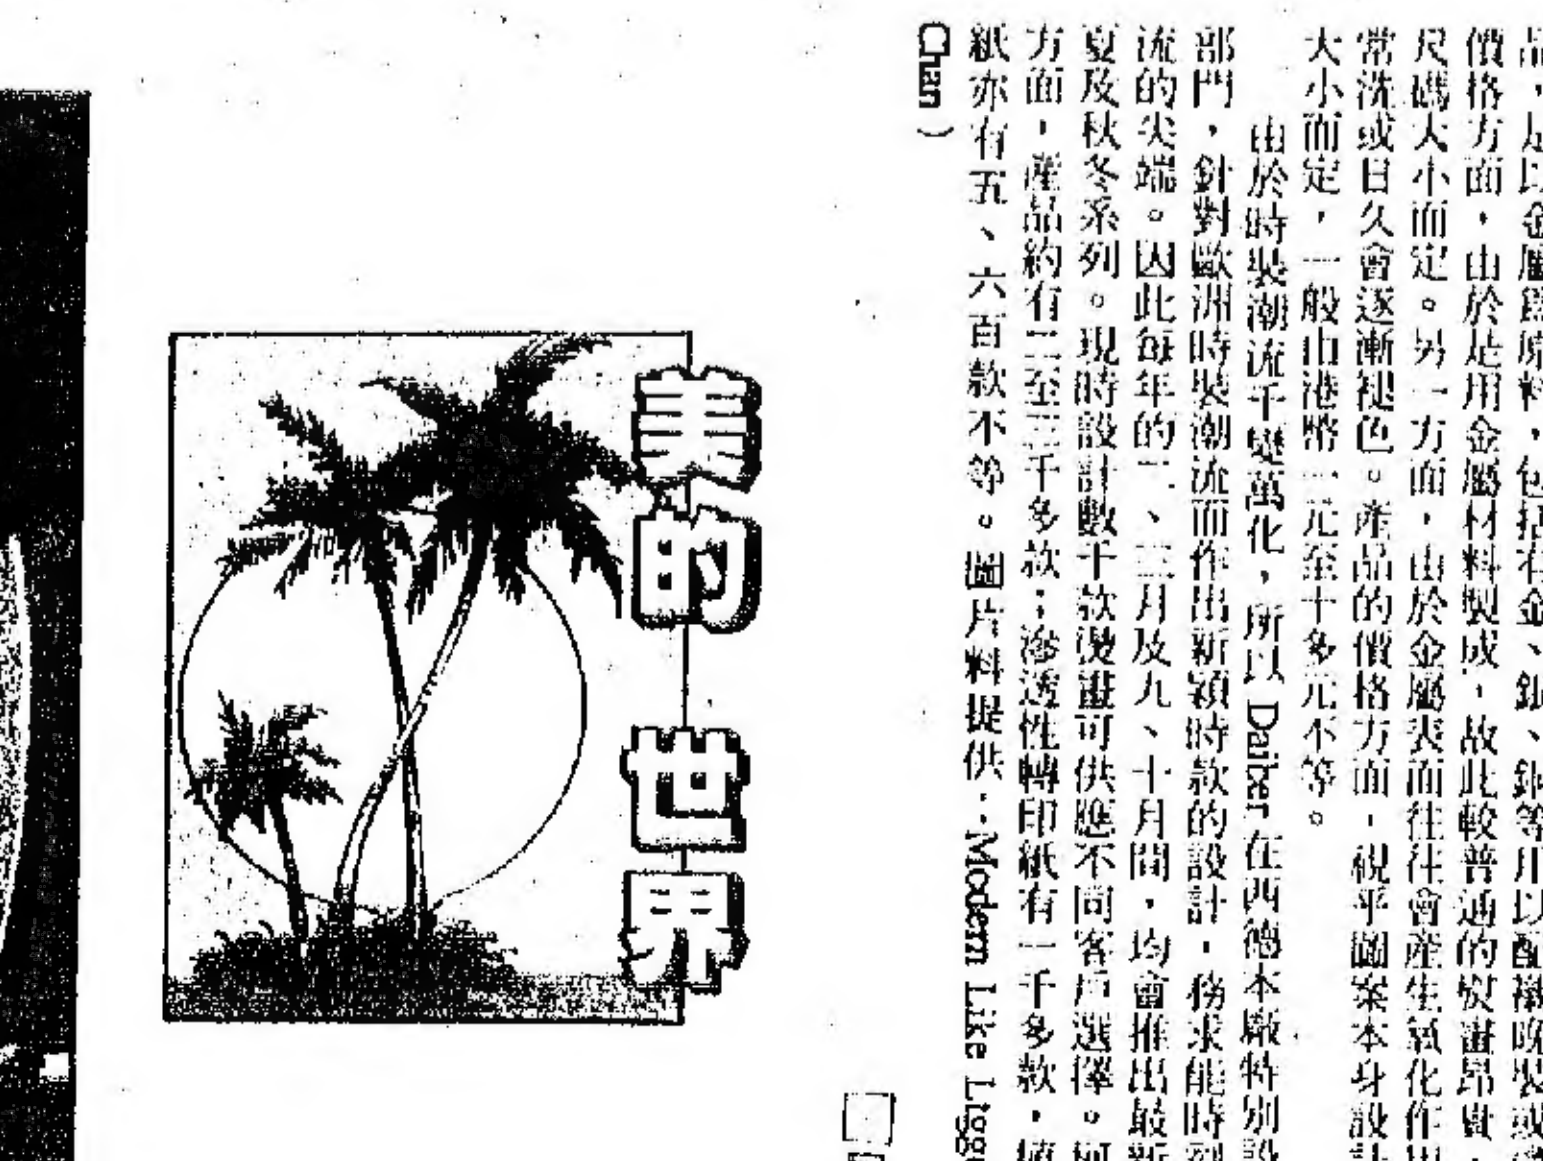 品，是以金屬爲原料，包括有金、銀、銅等用以配襯晚裝或
價格方面，由於是用金屬材料製成，故此較普通的熨畫昂貴，
尺碼大小而定。另一方面，由於金屬表面往往會產生氧化作用
常洗或日久會逐漸褪色。產品的價格方面，視乎圖案本身設計
大小而定，一般由港幣一元至十多元不等。
由於時裝潮流千變萬化，所以 Daiber 在西德本廠特別設
部門，針對歐洲時裝潮流而作出新穎時款的設計，務求能時刻
流的尖端。因此每年的二、三月及九、十月間，均會推出最新
夏及秋冬系列。現時設計數千款燙畫可供應不同客戶選擇。
方面，產品約有二至三千多款；滲透性轉印紙有一千多款，
紙亦有五、六百款不等。圖片料提供：Modern Like
Chan）
美的 世界